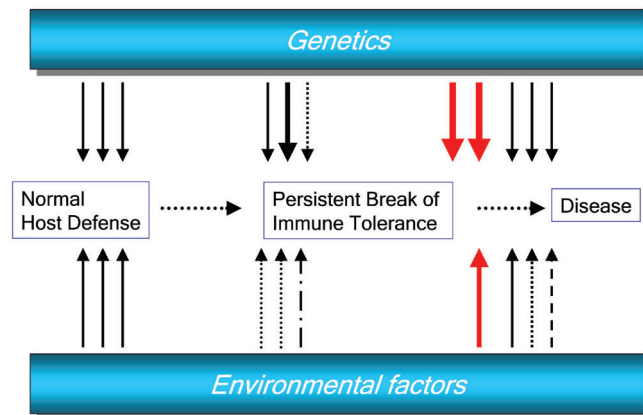 Genetics
Normal
Host Defense
Persistent Break of
Immune Tolerance
Disease
Environmental factors